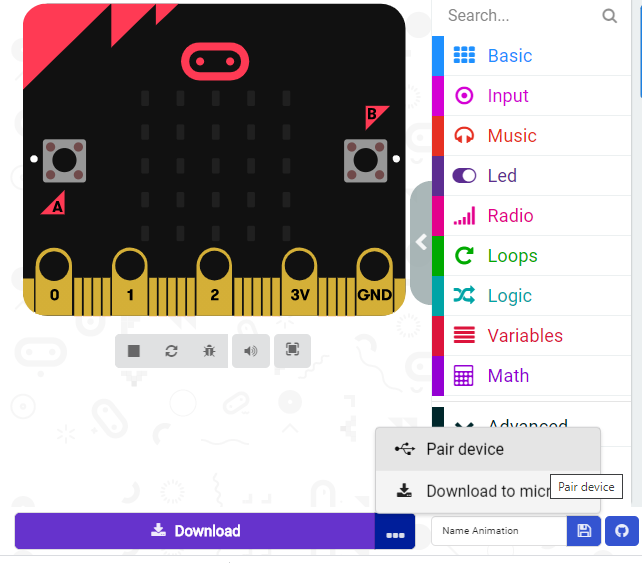 Search...
Basic
Input
B
Music
Led
A
Radio
Loops
0 1 2 3V GND
Logic
Variables
Math
Advanced
Pair device
Download to micr
Pair device
Download
Name Animation